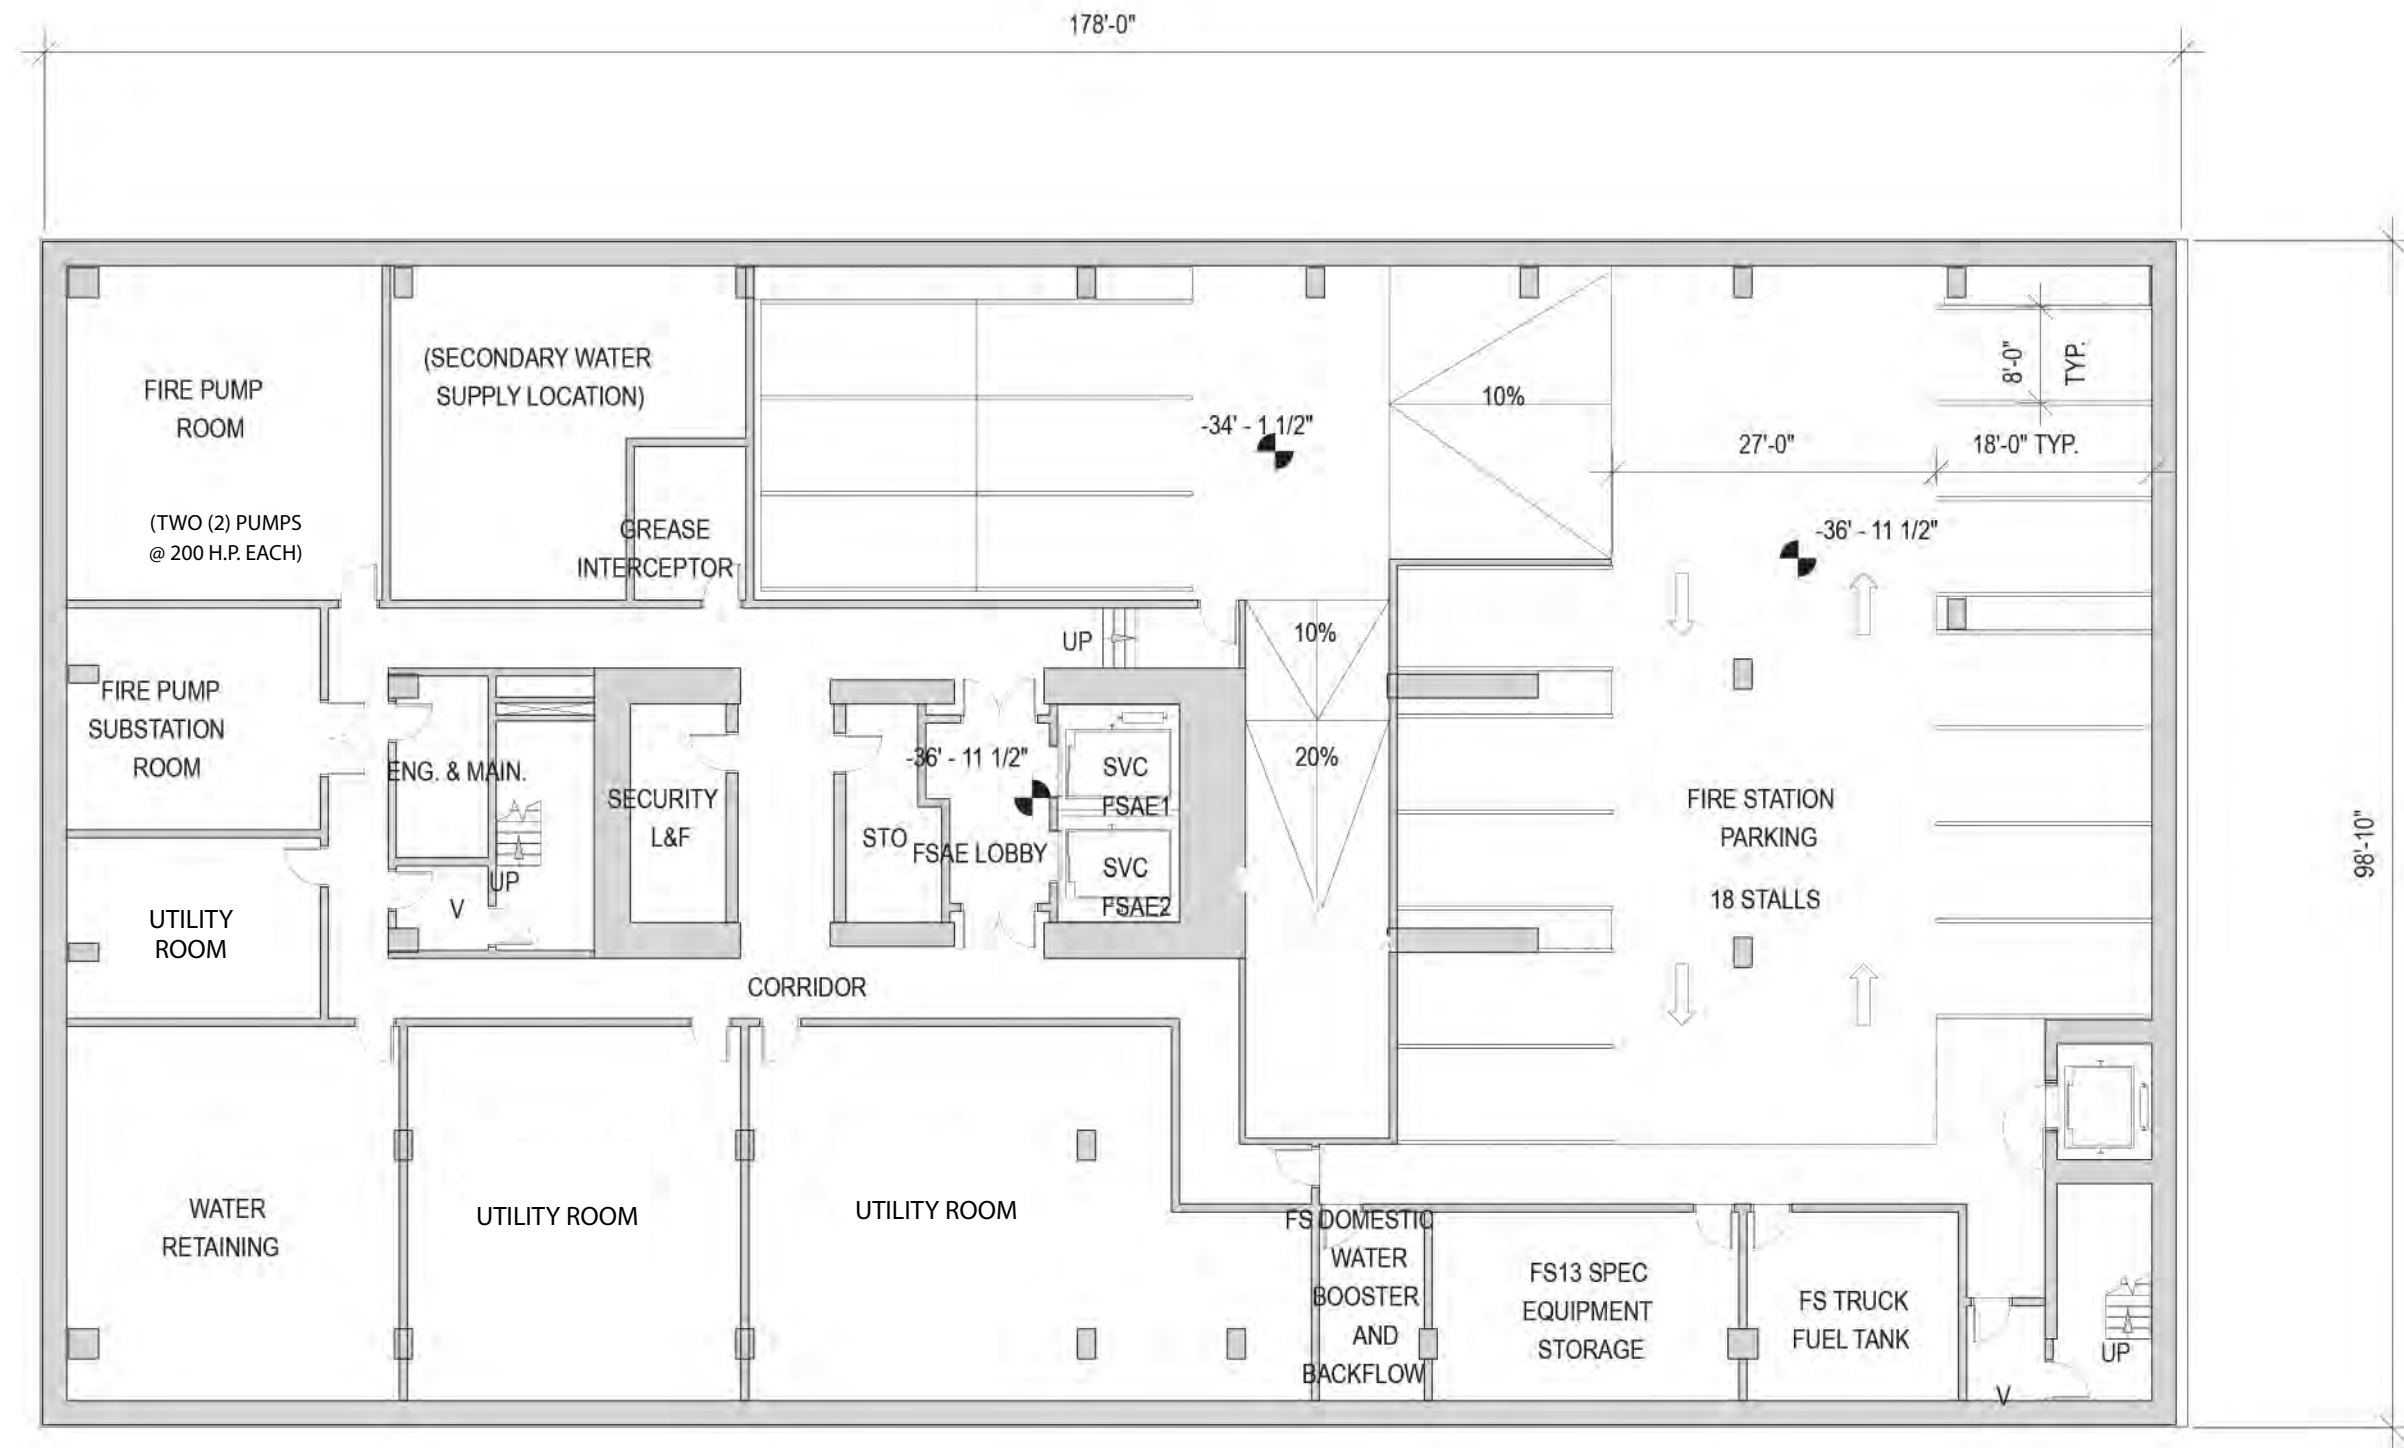 178'-0"
(SECONDARY WATER
SUPPLY LOCATION)
FIRE PUMP
ROOM
(TWO (2) PUMPS
@ 200 H.P. EACH)
GREASE
INTERCEPTOR
-34' - 1 1/2"
10%
8'-0"
TYP.
27'-0"
18'-0" TYP.
-36' - 11 1/2"
UP
10%
FIRE PUMP
SUBSTATION
ROOM
ENG. & MAIN.
SECURITY
L&F
STO
-36' - 11 1/2"
FSAE LOBBY
SVC
FSAE1
SVC
FSAE2
20%
FIRE STATION
PARKING
18 STALLS
98'-10"
UP
V
UTILITY
ROOM
CORRIDOR
WATER
RETAINING
UTILITY ROOM
UTILITY ROOM
FS DOMESTIC
WATER
BOOSTER
AND
BACKFLOW
FS13 SPEC
EQUIPMENT
STORAGE
FS TRUCK
FUEL TANK
UP
V